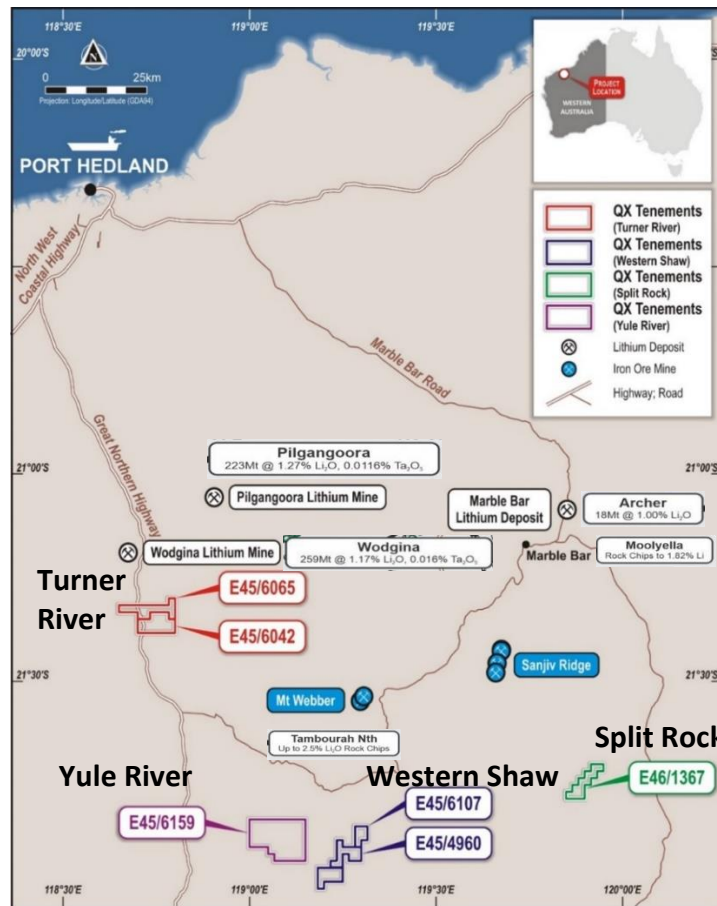 118°30'E
119°00'E
119°30'E
120°00'E
20°00'S
N
0
25km
Projection: Longitude/Latitude (GDA94)
PORT HEDLAND
PROJECT
LOCATION
WESTERN
AUSTRALIA
QX Tenements
(Turner River)
QX Tenements
(Western Shaw)
QX Tenements
(Split Rock)
QX Tenements
(Yule River)
Lithium Deposit
Iron Ore Mine
Highway; Road
North West
Coastal Highway
Marble Bar Road
Great Northern Highway
21°00'S
21°00'S
Pilgangoora
223Mt @ 1.27% Li₂O, 0.0116% Ta₂O₅
Pilgangoora Lithium Mine
Marble Bar
Lithium Deposit
Archer
18Mt @ 1.00% Li₂O
Wodgina Lithium Mine
Wodgina
259Mt @ 1.17% Li₂O, 0.016% Ta₂O₅
Marble Bar
Moolyella
Rock Chips to 1.82% Li
Turner
River
E45/6065
E45/6042
21°30'S
21°30'S
Sanjiv Ridge
Mt Webber
Tambourah Nth
Up to 2.5% Li₂O Rock Chips
Split Rock
Yule River
Western Shaw
E46/1367
E45/6107
E45/6159
E45/4960
118°30'E
119°00'E
119°30'E
120°00'E